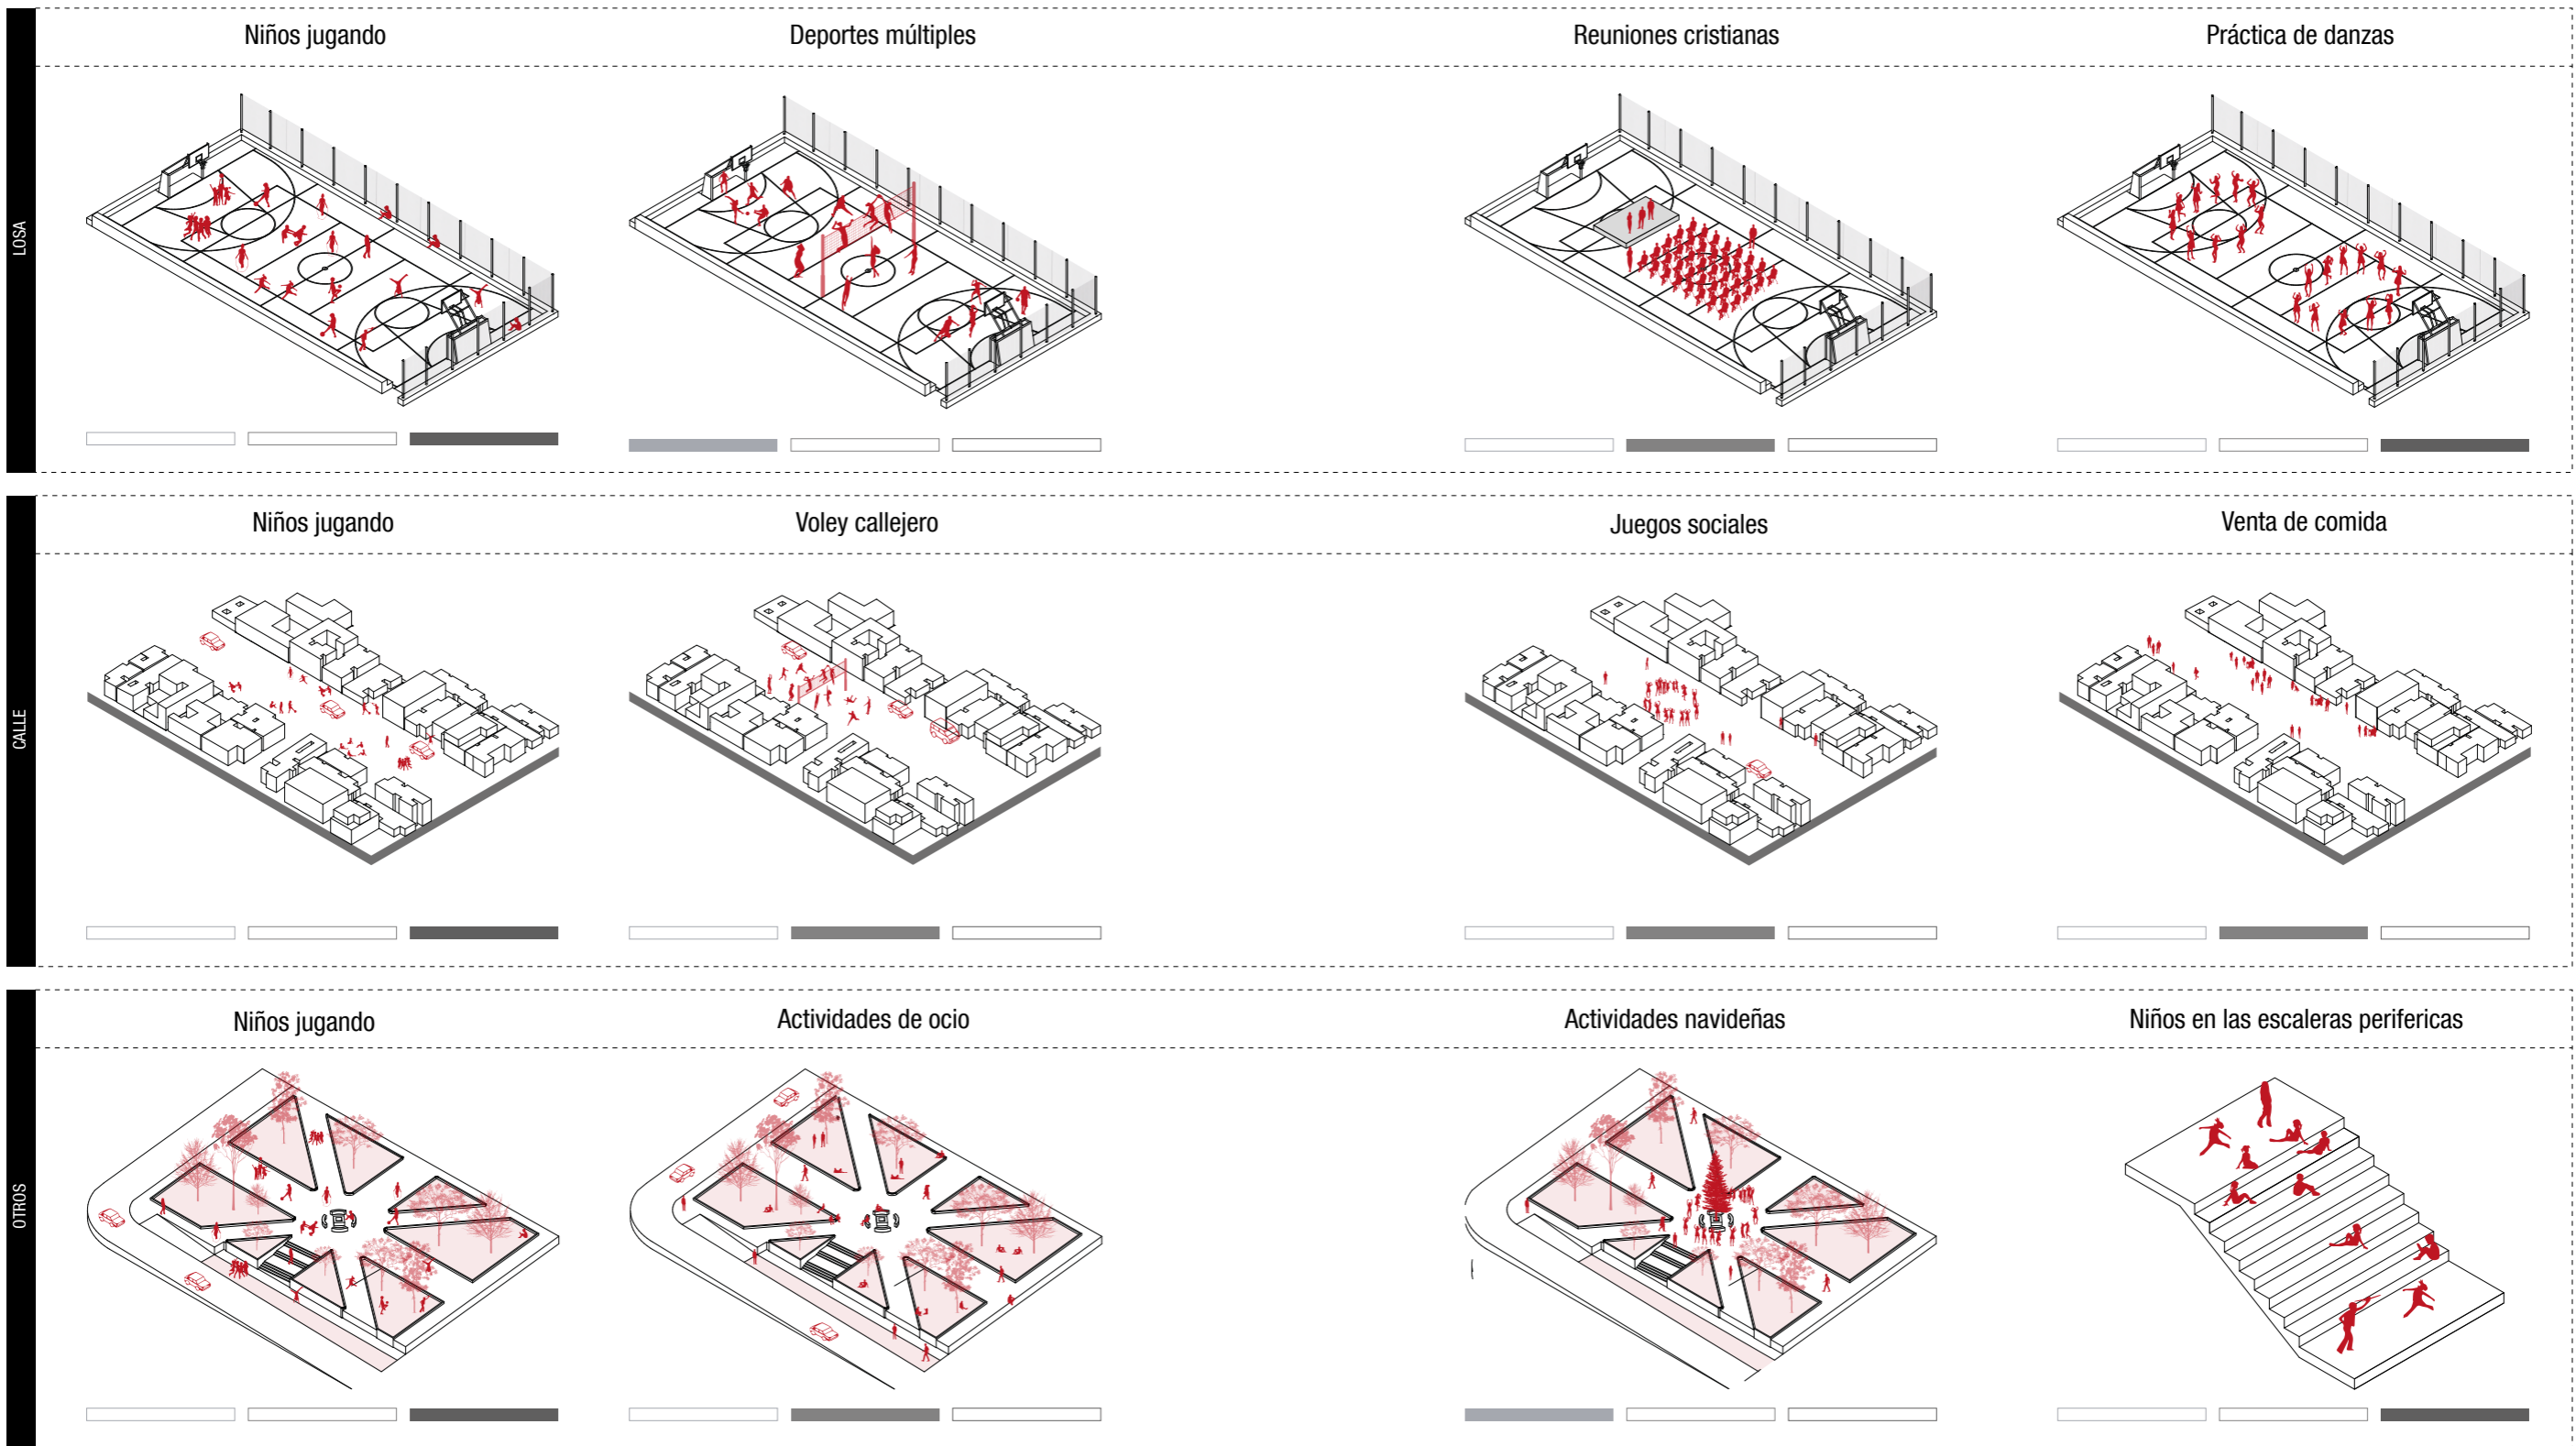 LOSA
Niños jugando
Deportes múltiples
Reuniones cristianas
Práctica de danzas
CALLE
Niños jugando
Voley callejero
Juegos sociales
Venta de comida
OTROS
Niños jugando
Actividades de ocio
Actividades navideñas
Niños en las escaleras perifericas